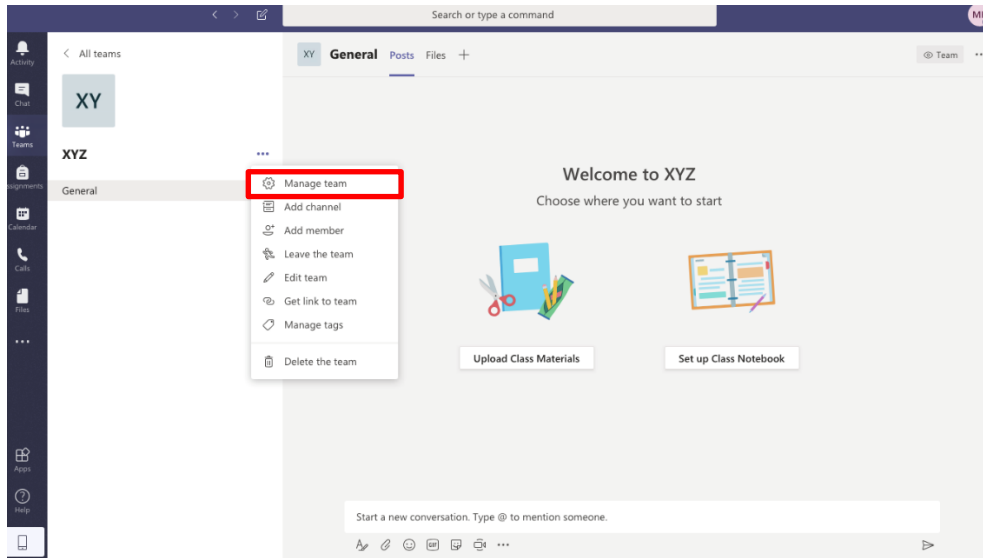 Search or type a command
Activity
Chat
Teams
ssignments
Calendar
Calls
Files
Apps
Help
All teams
XY
XYZ
General
Manage team
Add channel
Add member
Leave the team
Edit team
Get link to team
Manage tags
Delete the team
XY General Posts Files
Team
Welcome to XYZ
Choose where you want to start
Upload Class Materials
Set up Class Notebook
Start a new conversation. Type @ to mention someone.
GIF